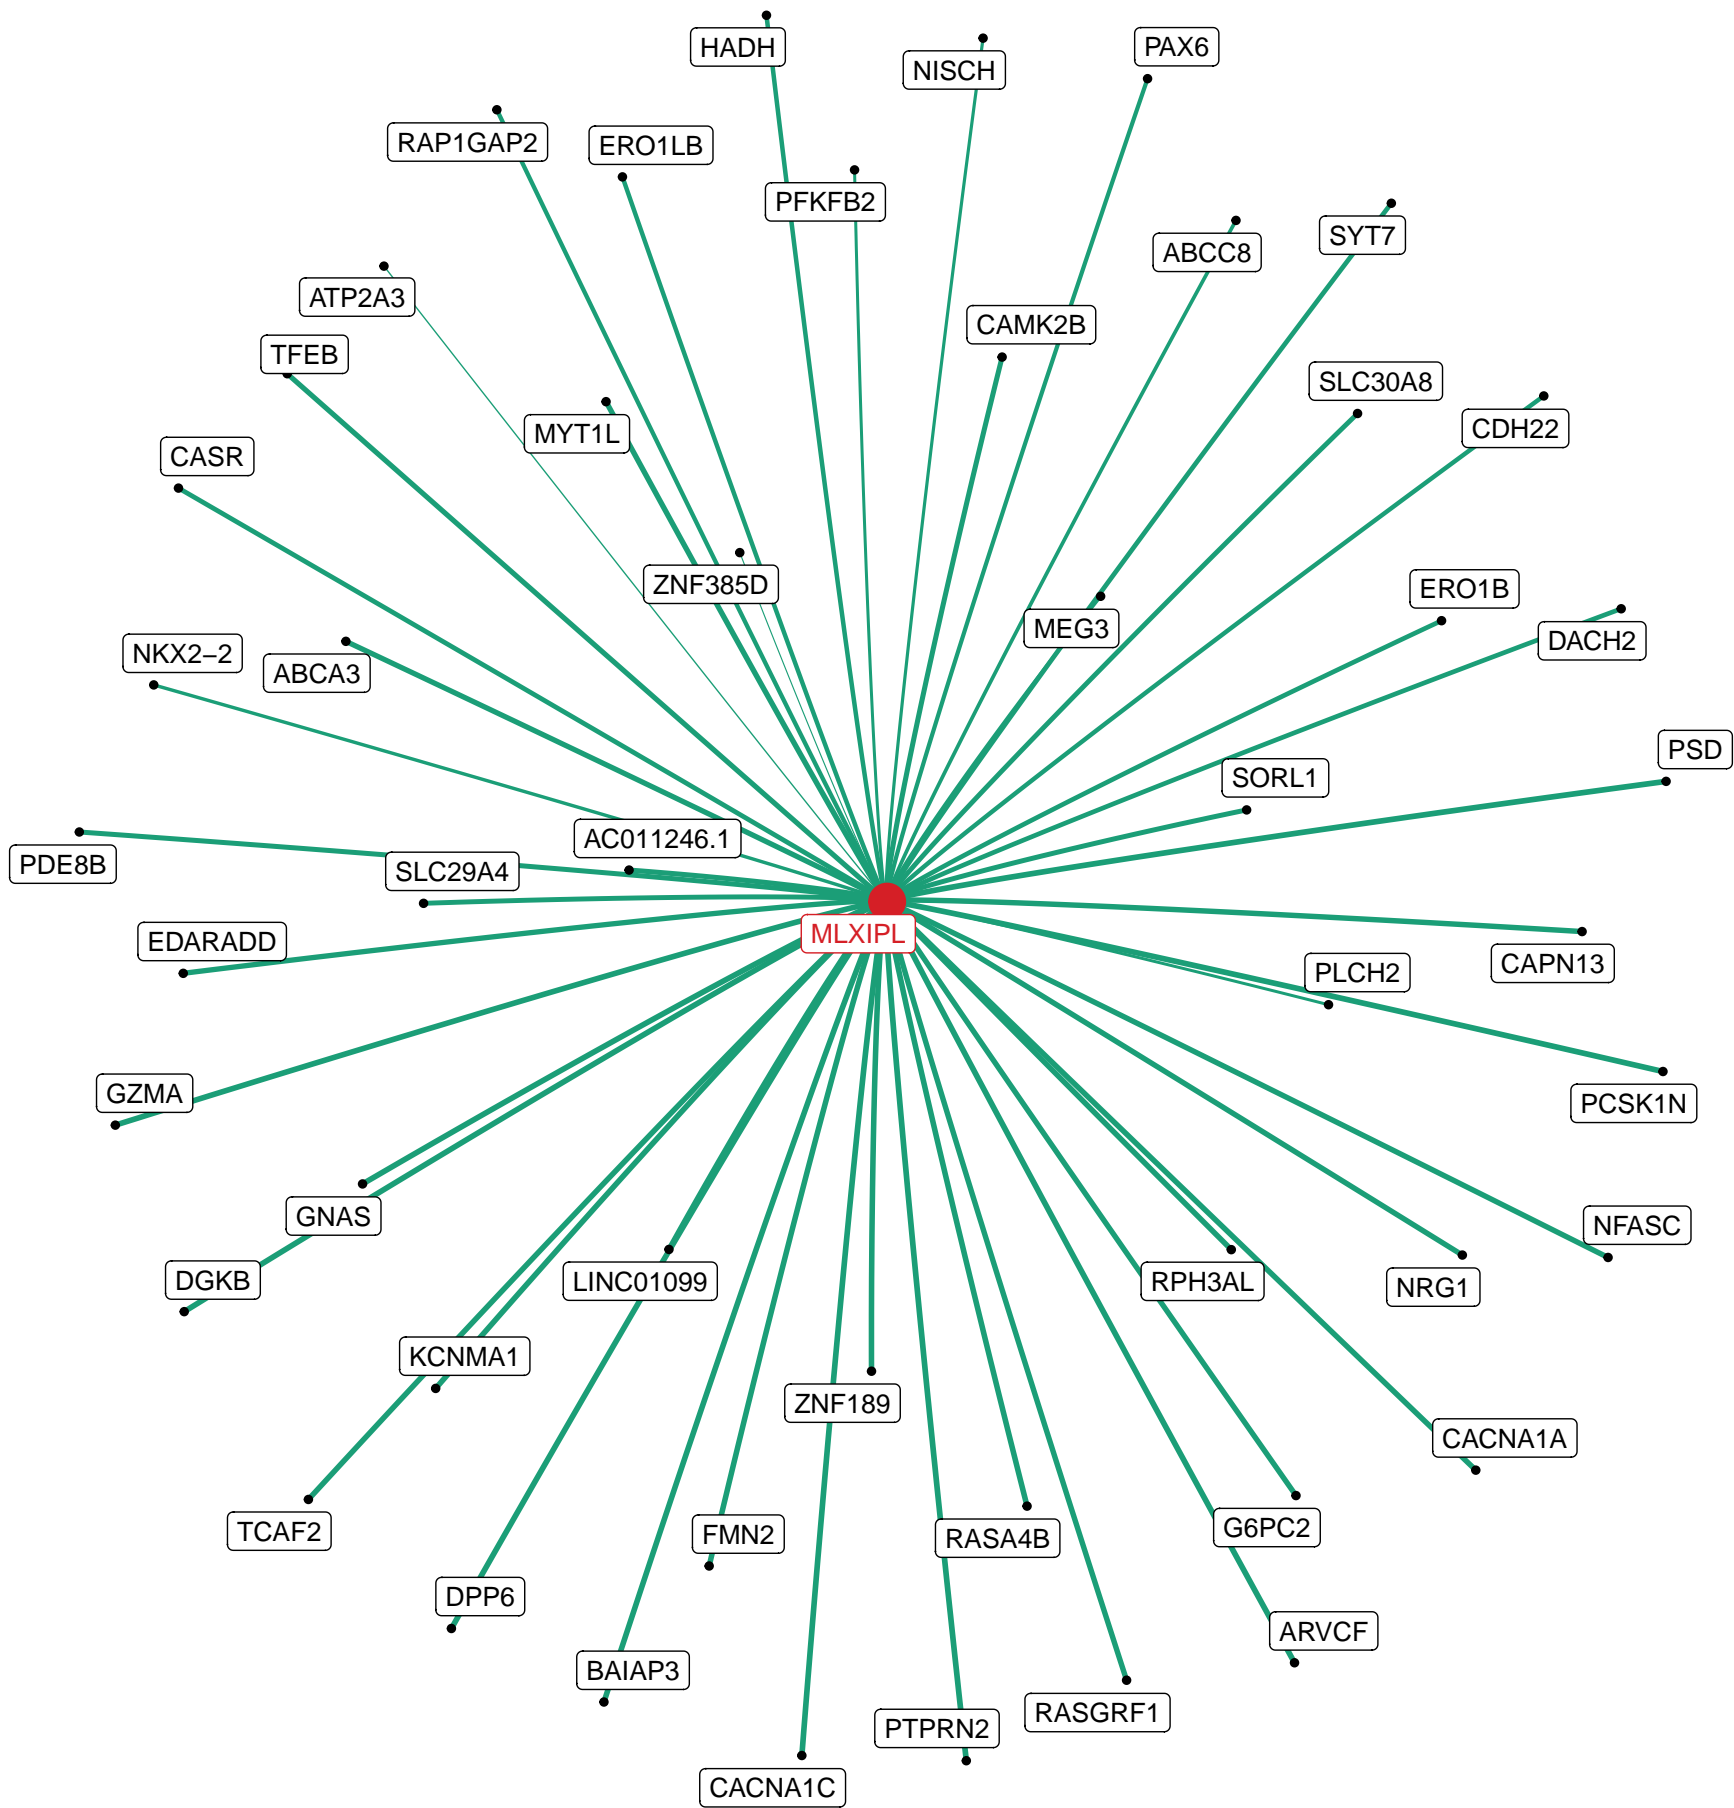 HADH
PAX6
NISCH
RAP1GAP2
ERO1LB
PFKFB2
SYT7
ABCC8
ATP2A3
CAMK2B
TFEB
SLC30A8
CDH22
MYT1L
CASR
ZNF385D
ERO1B
MEG3
DACH2
NKX2−2
ABCA3
PSD
SORL1
AC011246.1
PDE8B
SLC29A4
MLXIPL
EDARADD
CAPN13
PLCH2
GZMA
PCSK1N
GNAS
NFASC
DGKB
LINC01099
RPH3AL
NRG1
KCNMA1
ZNF189
CACNA1A
G6PC2
TCAF2
FMN2
RASA4B
DPP6
ARVCF
BAIAP3
RASGRF1
PTPRN2
CACNA1C